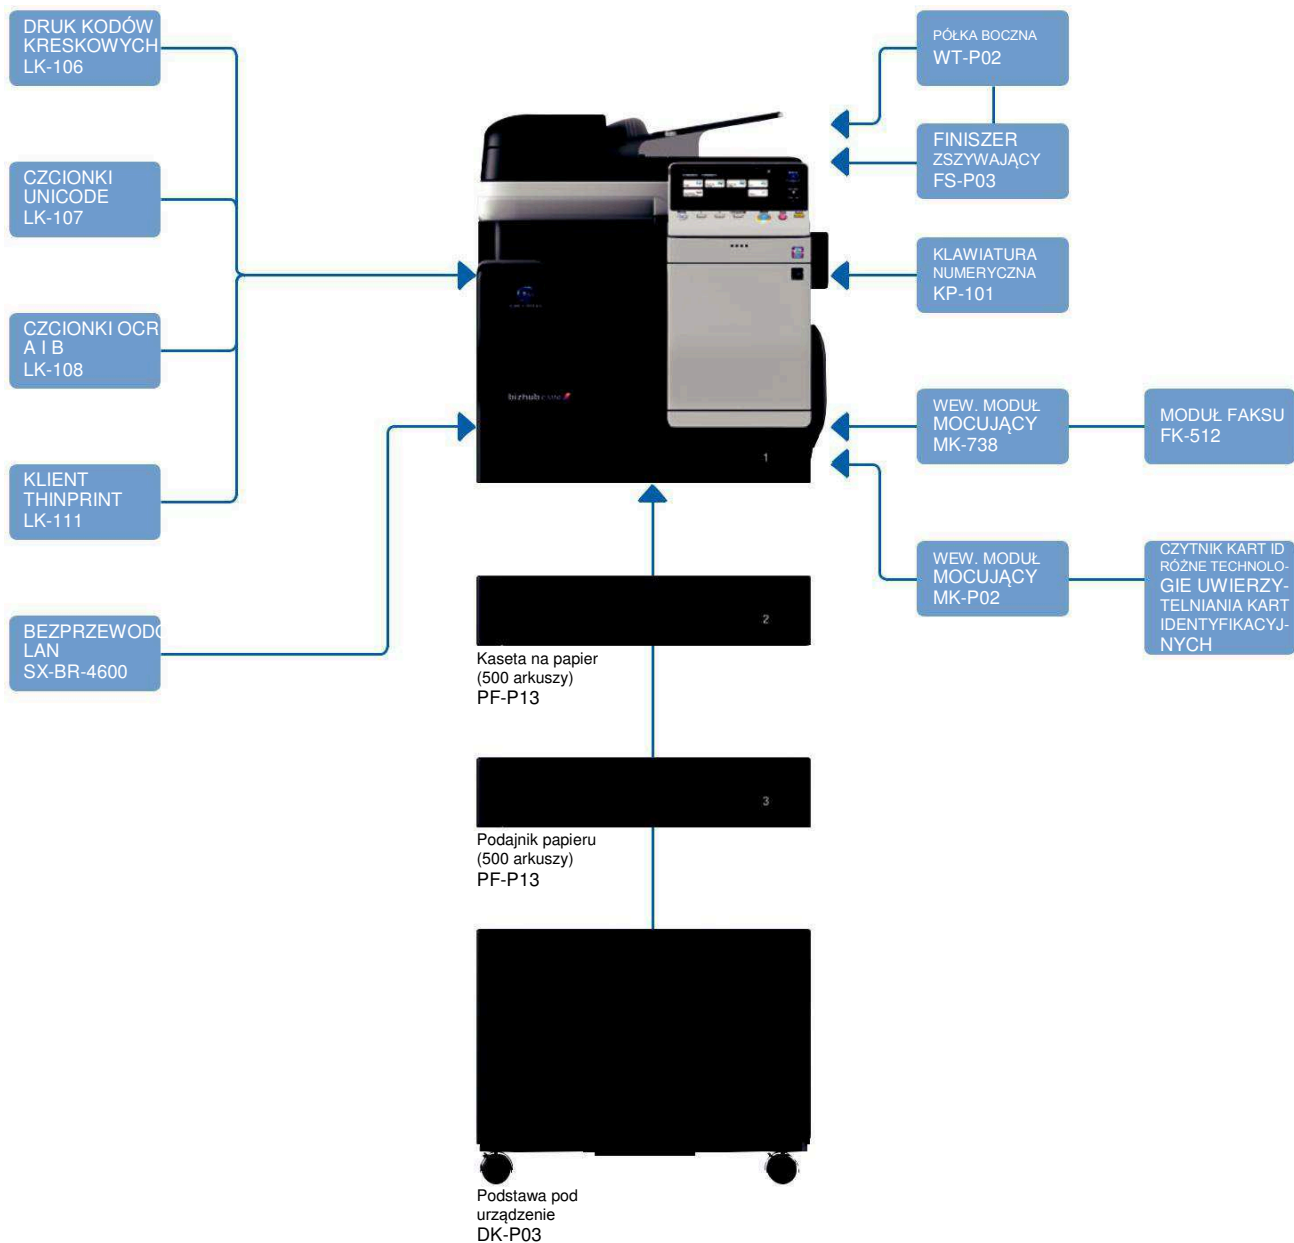 DRUK KODÓW
KRESKOWYCH
LK-106
CZCIONKI
UNICODE
LK-107
CZCIONKI OCR
A I B
LK-108
KLIENT
THINPRINT
LK-111
BEZPRZEWODO
LAN
SX-BR-4600
PÓŁKA BOCZNA
WT-P02
FINISZER
ZSZYWAJĄCY
FS-P03
KLAWIATURA
NUMERYCZNA
KP-101
WEW. MODUŁ
MOCUJĄCY
MK-738
MODUŁ FAKSU
FK-512
WEW. MODUŁ
MOCUJĄCY
MK-P02
CZYTNIK KART ID
RÓŻNE TECHNOLO-
GIE UWIERZY-
TELNIANIA KART
IDENTYFIKACYJ-
NYCH
bizhub
1
2
Kaseta na papier
(500 arkuszy)
PF-P13
3
Podajnik papieru
(500 arkuszy)
PF-P13
Podstawa pod
urządzenie
DK-P03